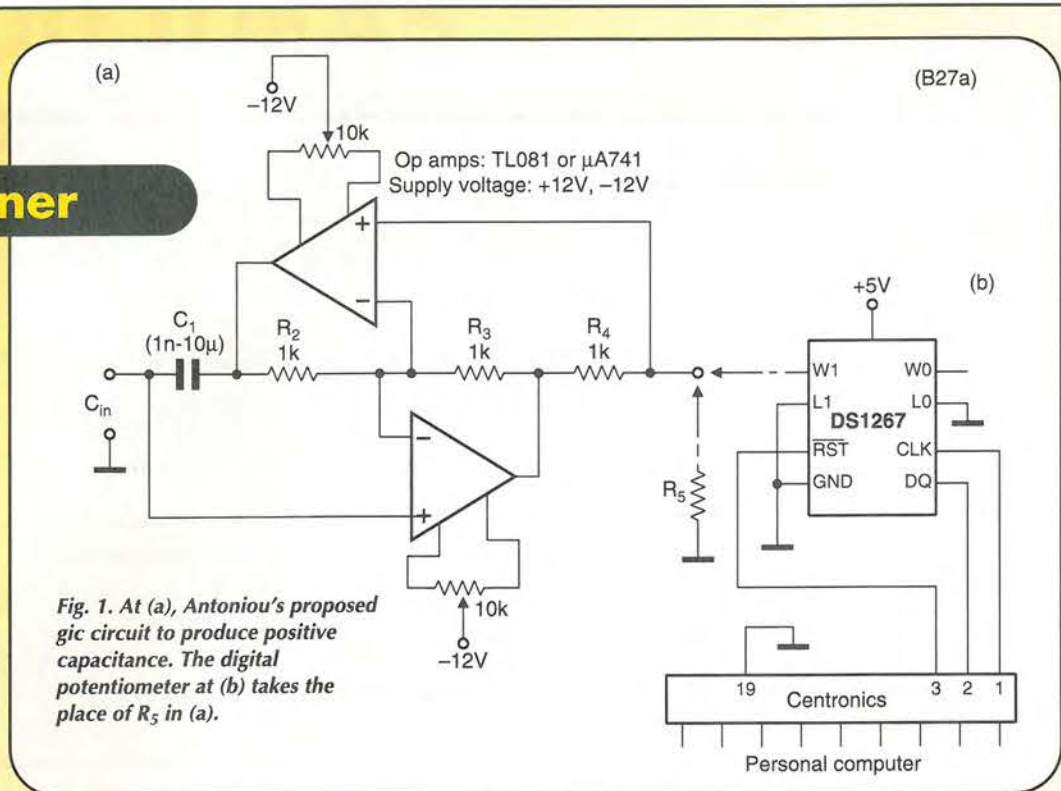 (a)
(B27a)
–12V
10k
Op amps: TL081 or μA741
Supply voltage: +12V, –12V
ner
+
–
+5V
(b)
C1
(1n-10μ)
R2
1k
R3
1k
R4
1k
Cin
W1 W0
L1 L0
DS1267
RST CLK
GND DQ
–
+
R5
10k
–12V
Fig. 1. At (a), Antoniou's proposed
gic circuit to produce positive
capacitance. The digital
potentiometer at (b) takes the
place of R5 in (a).
19 3 2 1
Centronics
Personal computer